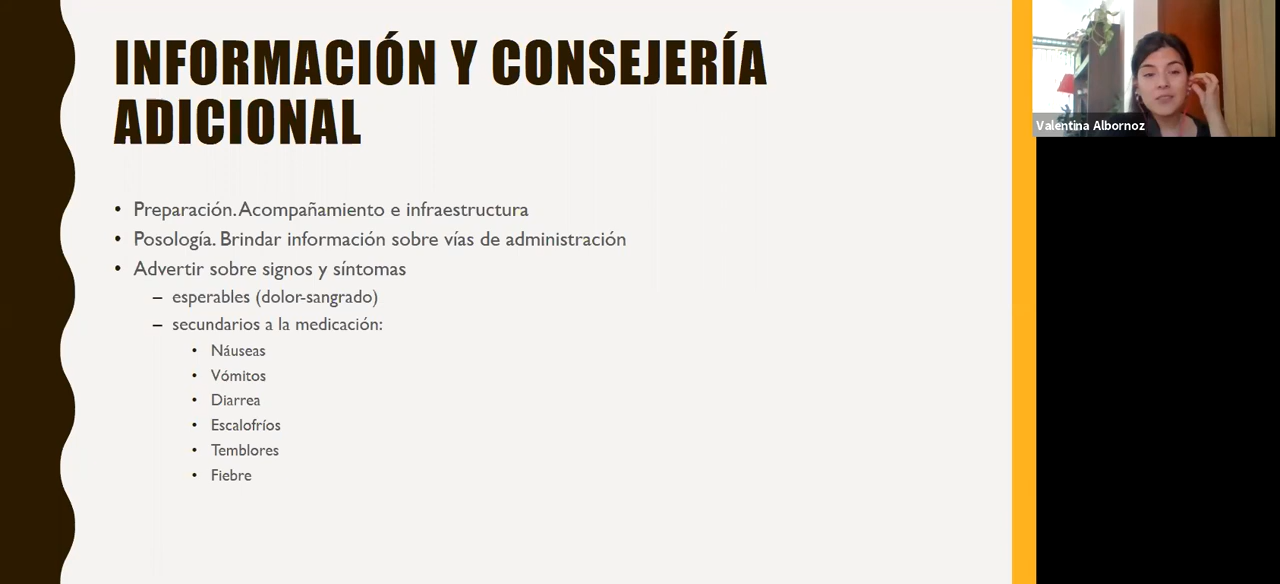 INFORMACIÓN Y CONSEJERÍA
ADICIONAL
• Preparación. Acompañamiento e infraestructura
• Posología. Brindar información sobre vías de administración
• Advertir sobre signos y síntomas
– esperables (dolor-sangrado)
– secundarios a la medicación:
• Náuseas
• Vómitos
• Diarrea
• Escalofríos
• Temblores
• Fiebre
Valentina Albornoz